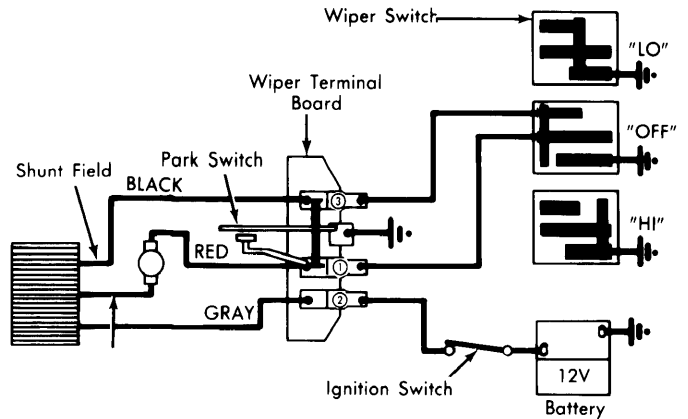 Wiper Switch
"LO"
Wiper Terminal
Board
"OFF"
Park Switch
Shunt Field
BLACK
3
"HI"
RED
1
GRAY
2
Ignition Switch
12V
Battery